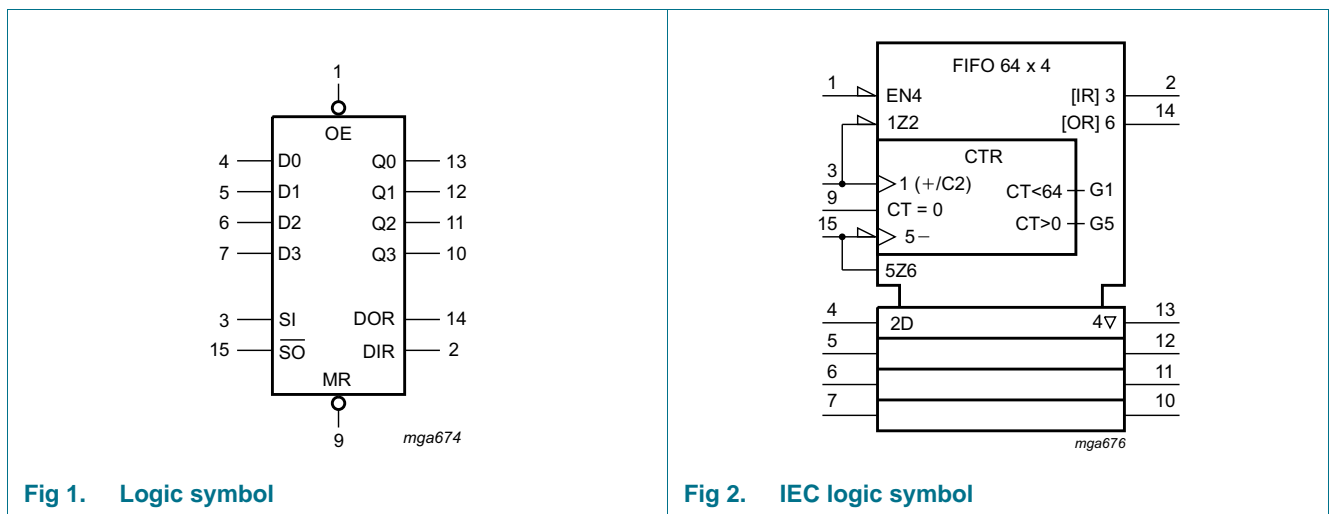 1
OE
4 D0 Q0 13
5 D1 Q1 12
6 D2 Q2 11
7 D3 Q3 10
3 SI DOR 14
15 S̅O̅ DIR 2
MR
9 mga674
Fig 1. Logic symbol
FIFO 64 x 4
1 EN4 [IR] 3 2
1Z2 [OR] 6 14
CTR
3 1 (+/C2) CT<64 G1
9 CT = 0
15 5− CT>0 G5
5Z6
4 2D 4▽ 13
5 12
6 11
7 10
mga676
Fig 2. IEC logic symbol